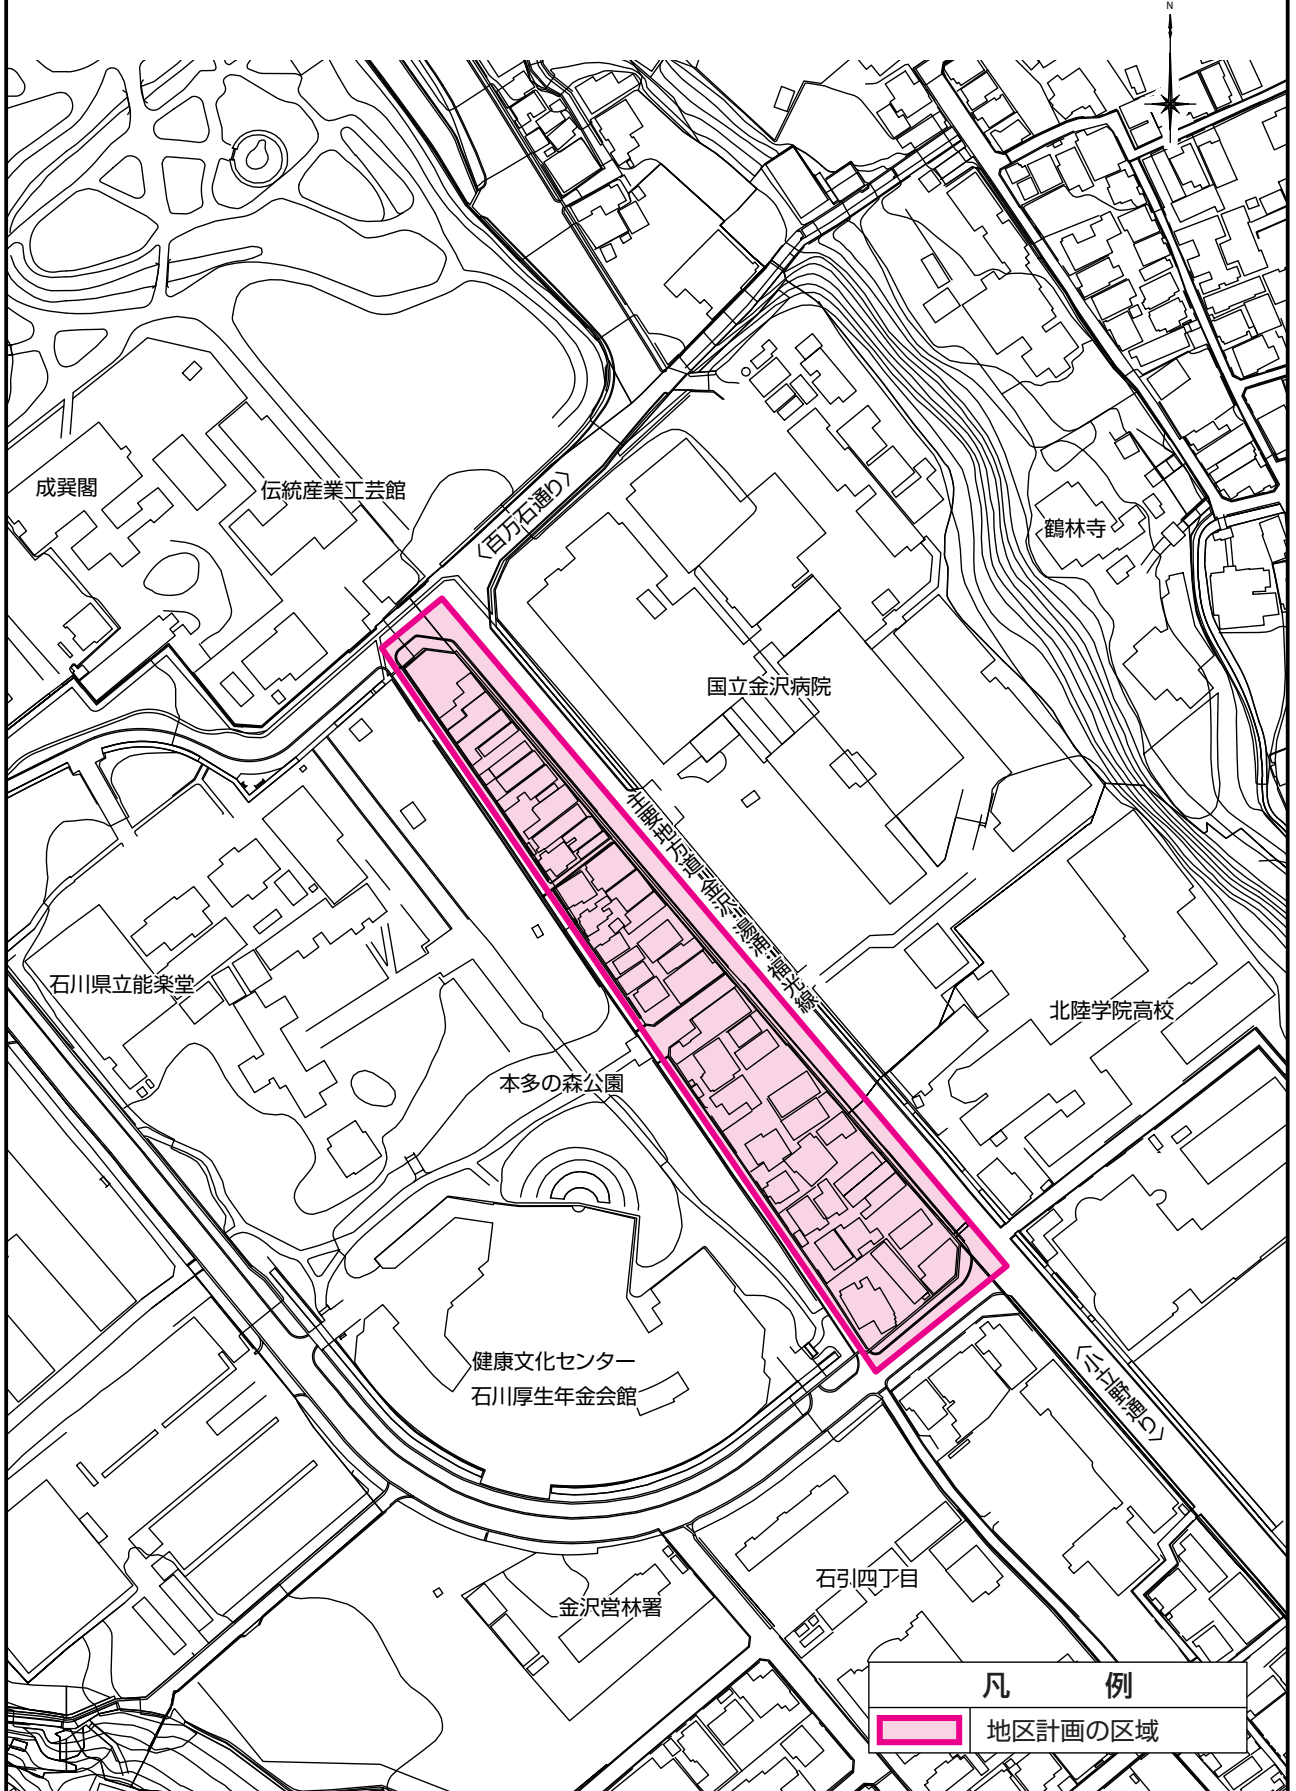 N
成巽閣
伝統産業工芸館
〈百万石通り〉
鶴林寺
国立金沢病院
主要地方道金沢湯涌福光線
石川県立能楽堂
本多の森公園
北陸学院高校
健康文化センター
石川厚生年金会館
〈小立野通り〉
石引四丁目
金沢営林署
凡 例
地区計画の区域